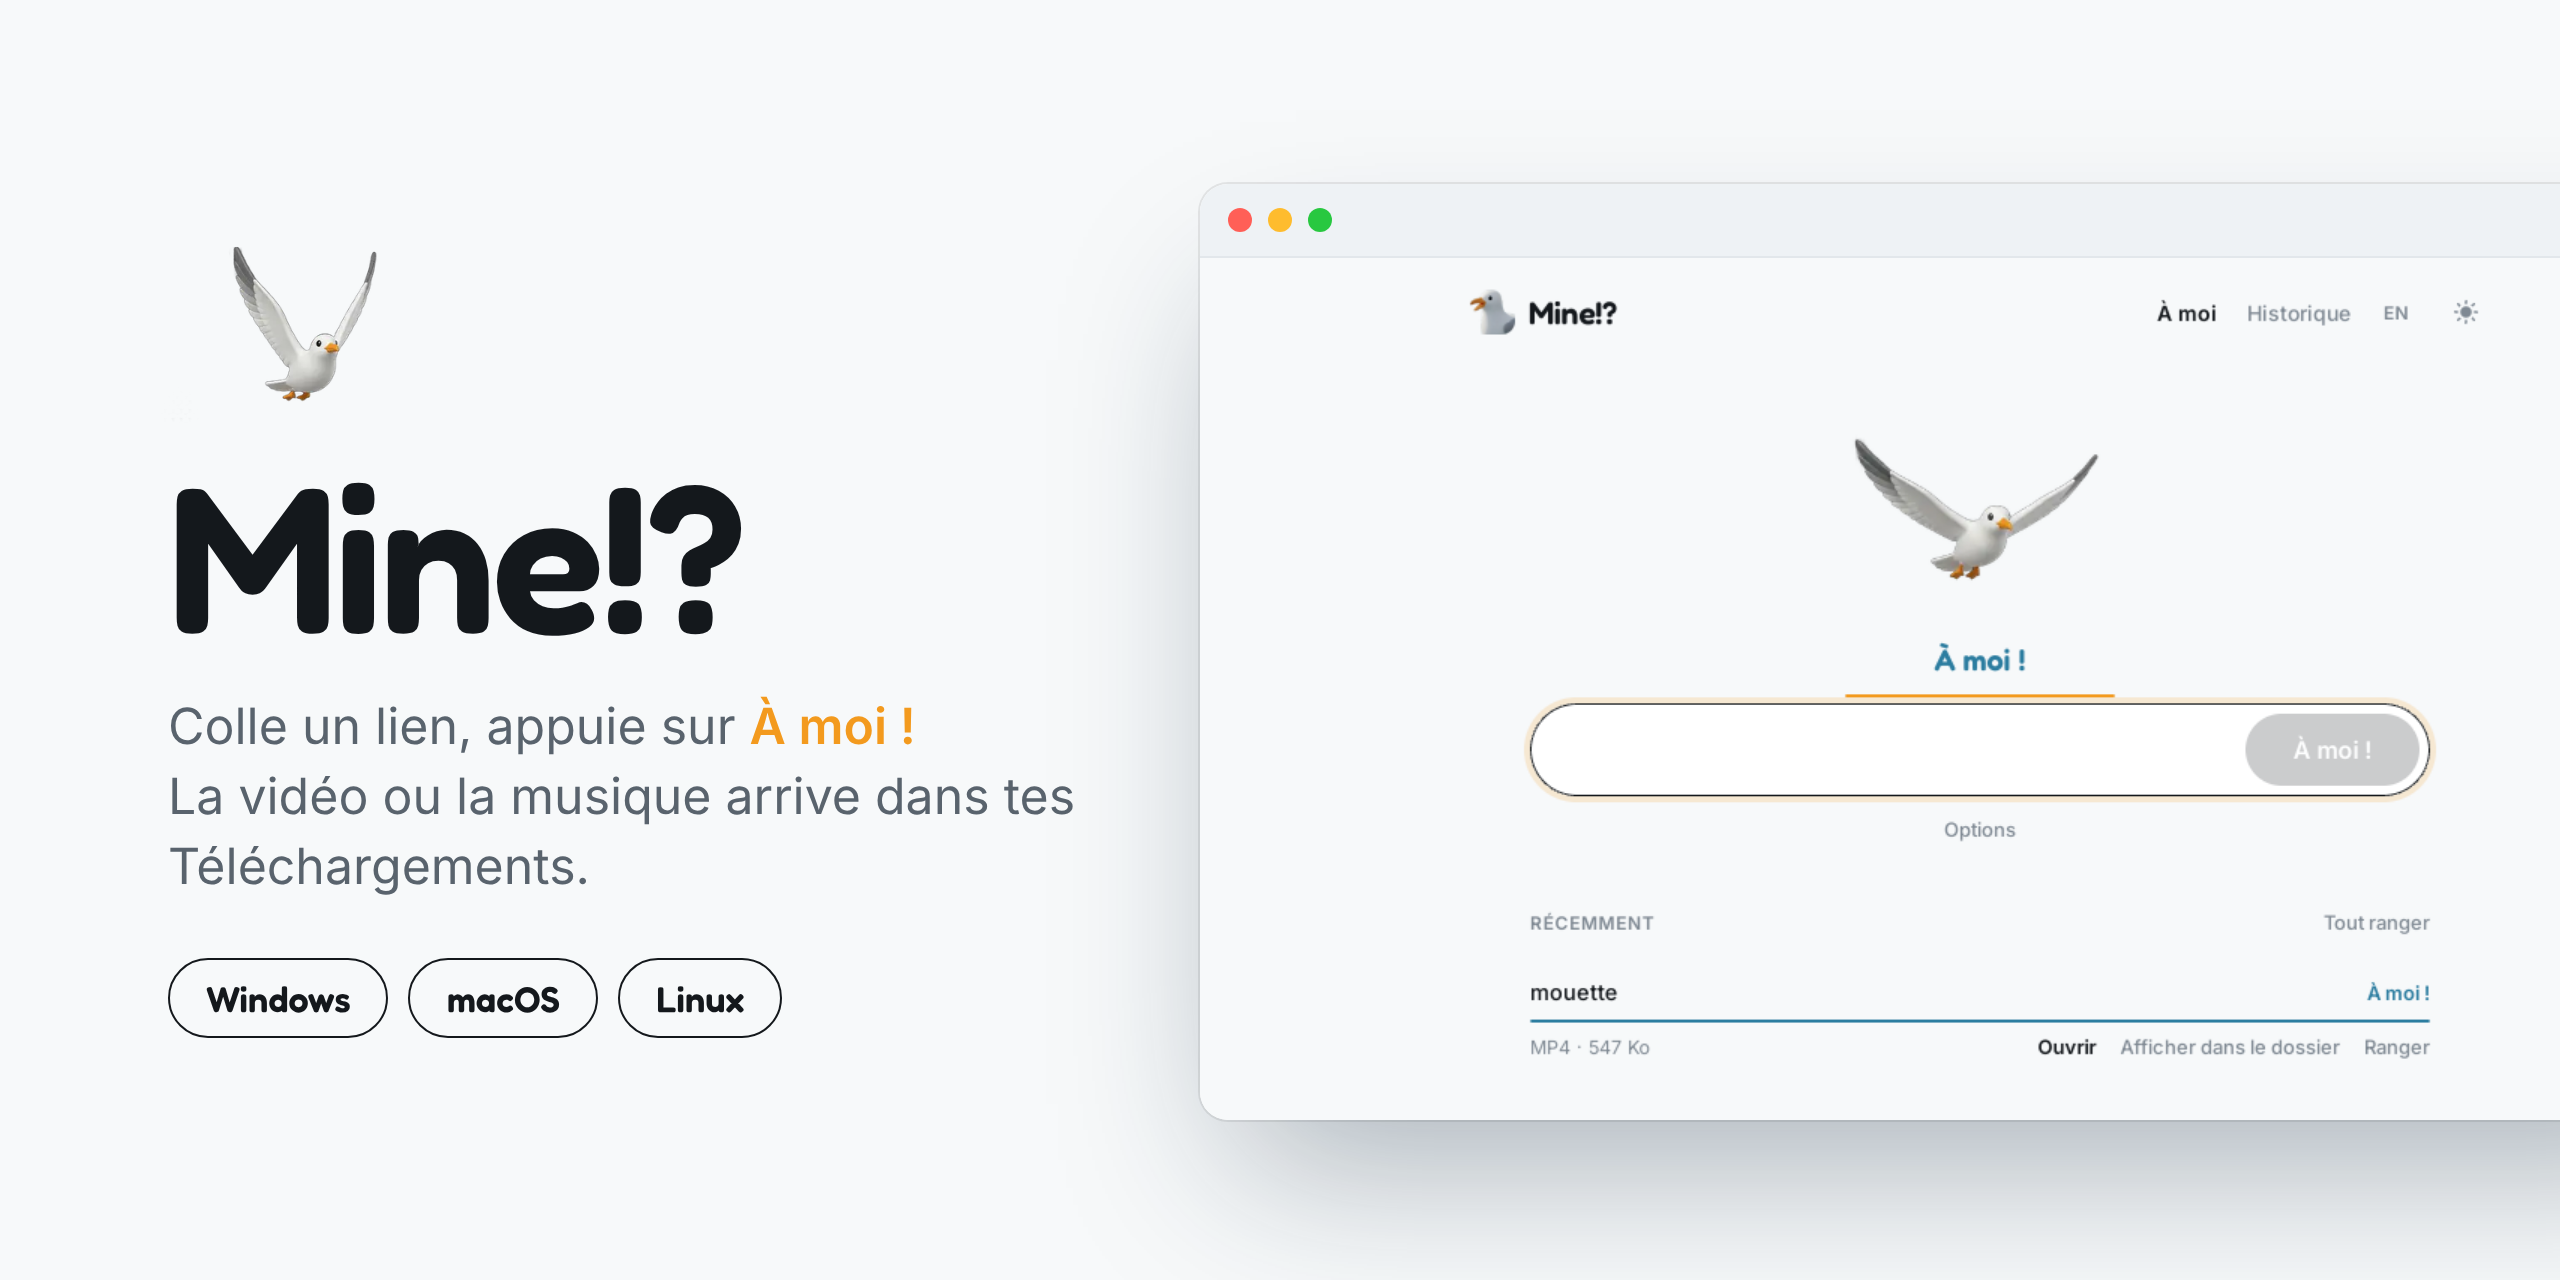 Mine!?
Colle un lien, appuie sur À moi !
La vidéo ou la musique arrive dans tes
Téléchargements.
Windows
macOS
Linux
Mine!?
À moi
Historique
EN
À moi !
À moi !
Options
RÉCEMMENT
Tout ranger
mouette
À moi !
MP4 · 547 Ko
Ouvrir
Afficher dans le dossier
Ranger